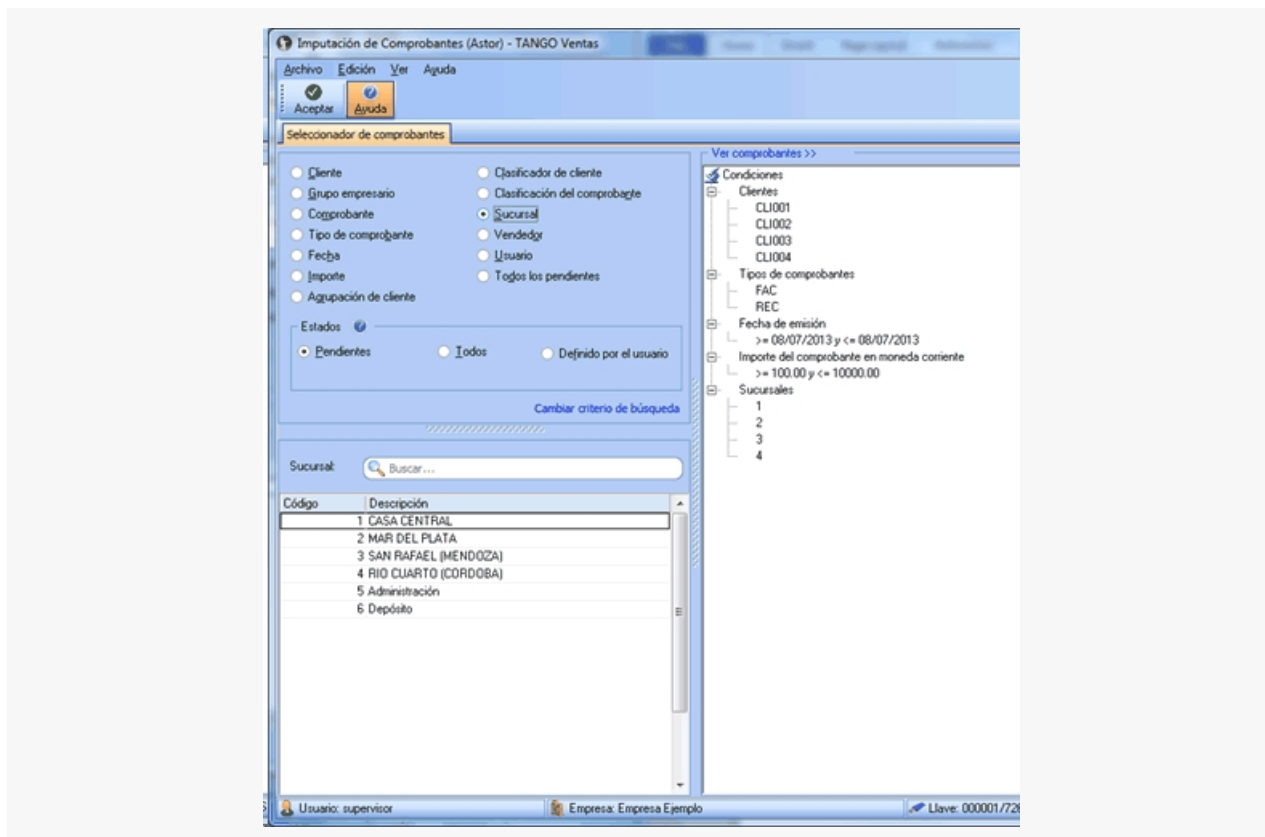 Imputación de Comprobantes (Astor) - TANGO Ventas
Archivo Edición Ver Ayuda
Aceptar Ayuda
Seleccionador de comprobantes
Cliente
Grupo empresario
Comprobante
Tipo de comprobante
Fecha
Importe
Agrupación de cliente
Clasificador de cliente
Clasificación del comprobante
Sucursal
Vendedor
Usuario
Todos los pendientes
Estados
Pendientes Todos Definido por el usuario
Cambiar criterio de búsqueda
Sucursal: Buscar...
Código Descripción
1 CASA CENTRAL
2 MAR DEL PLATA
3 SAN RAFAEL (MENDOZA)
4 RIO CUARTO (CORDOBA)
5 Administración
6 Depósito
Ver comprobantes >>
Condiciones
Clientes
CLI001
CLI002
CLI003
CLI004
Tipos de comprobantes
FAC
REC
Fecha de emisión
>= 08/07/2013 y <= 08/07/2013
Importe del comprobante en moneda corriente
>= 100.00 y <= 10000.00
Sucursales
1
2
3
4
Usuario: supervisor Empresa: Empresa Ejemplo Llave: 000001/728